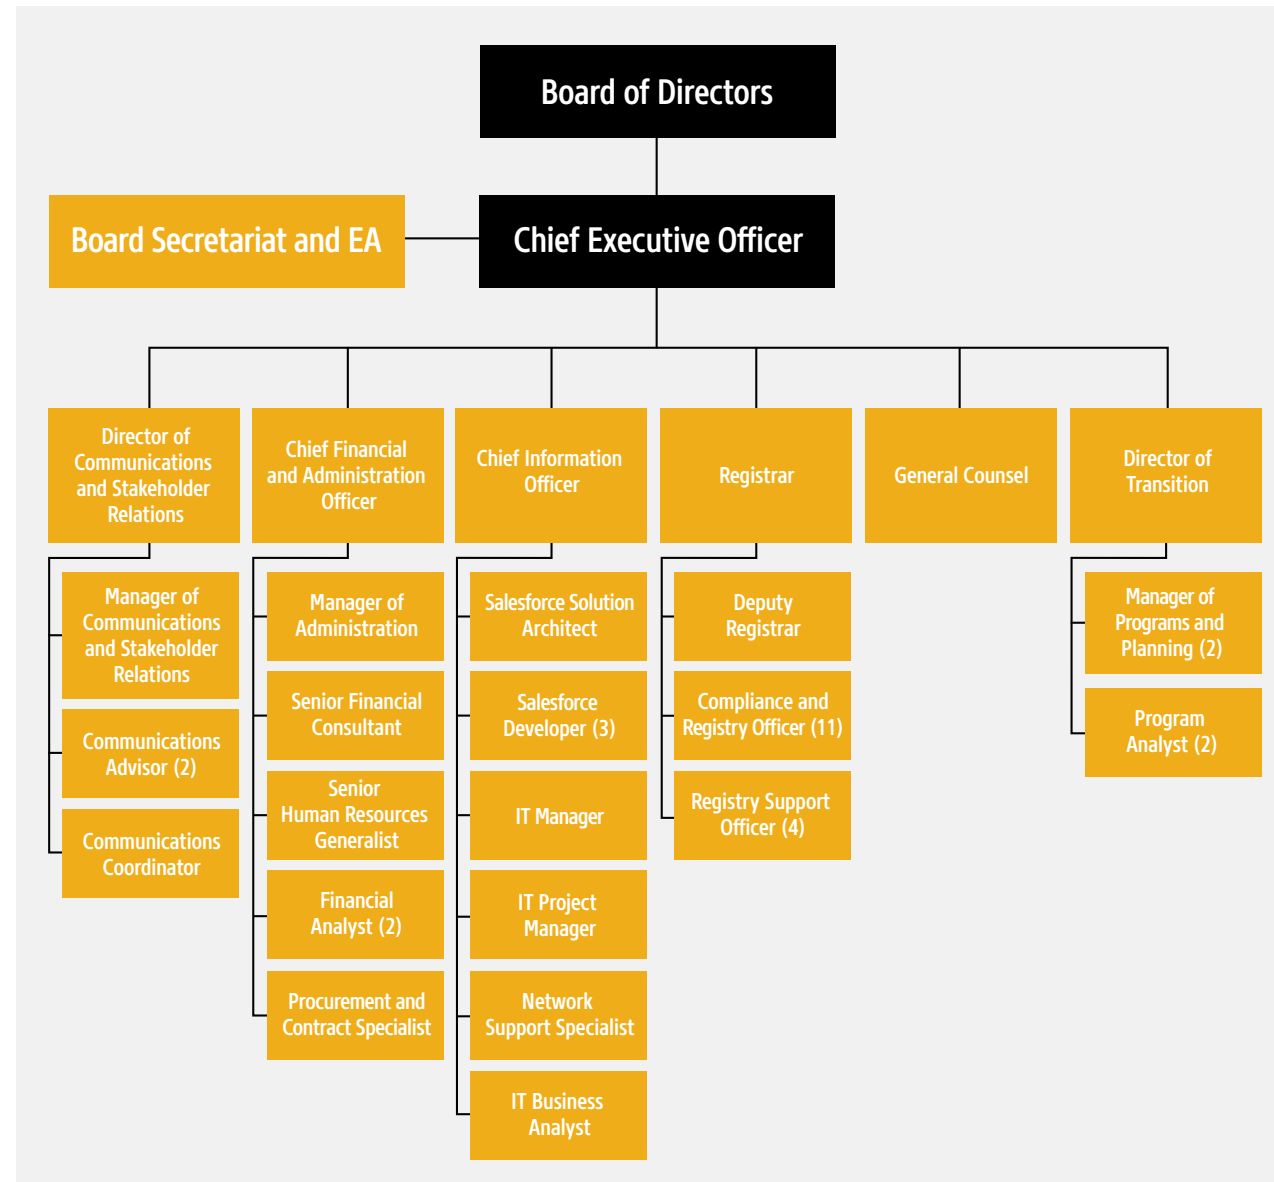 Board of Directors
Board Secretariat and EA
Chief Executive Officer
Director of
Communications
and Stakeholder
Relations
Manager of
Communications
and Stakeholder
Relations
Communications
Advisor (2)
Communications
Coordinator
Chief Financial
and Administration
Officer
Manager of
Administration
Senior Financial
Consultant
Senior
Human Resources
Generalist
Financial
Analyst (2)
Procurement and
Contract Specialist
Chief Information
Officer
Salesforce Solution
Architect
Salesforce
Developer (3)
IT Manager
IT Project
Manager
Network
Support Specialist
IT Business
Analyst
Registrar
Deputy
Registrar
Compliance and
Registry Officer (11)
Registry Support
Officer (4)
General Counsel
Director of
Transition
Manager of
Programs and
Planning (2)
Program
Analyst (2)